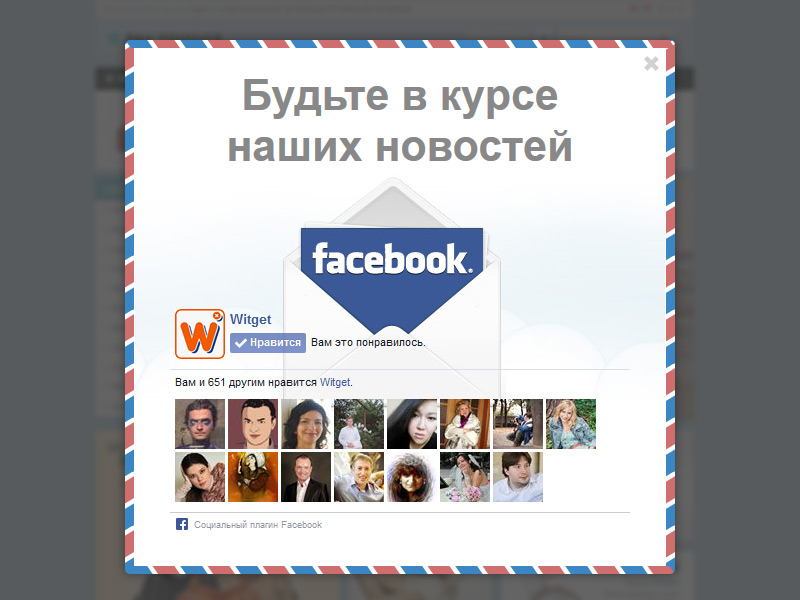 Будьте в курсе
наших новостей
facebook.
Witget
Нравится Вам это понравилось.
Вам и 651 другим нравится Witget.
Социальный плагин Facebook